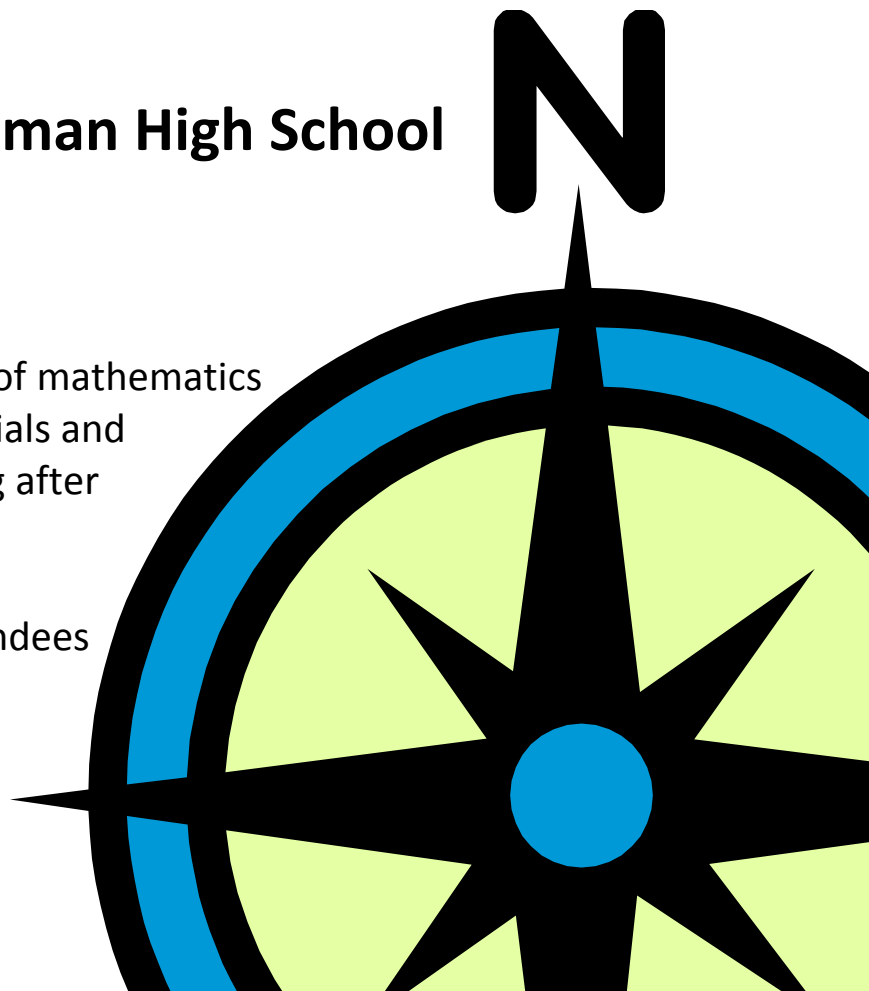 N
man High School
of mathematics
ials and
g after
ndees